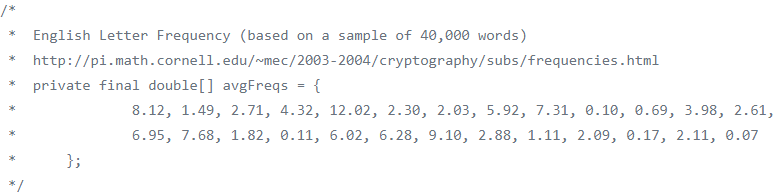 /*
*  English Letter Frequency (based on a sample of 40,000 words)
*  http://pi.math.cornell.edu/~mec/2003-2004/cryptography/subs/frequencies.html
*  private final double[] avgFreqs = {
*              8.12, 1.49, 2.71, 4.32, 12.02, 2.30, 2.03, 5.92, 7.31, 0.10, 0.69, 3.98, 2.61,
*              6.95, 7.68, 1.82, 0.11, 6.02, 6.28, 9.10, 2.88, 1.11, 2.09, 0.17, 2.11, 0.07
*      };
*/